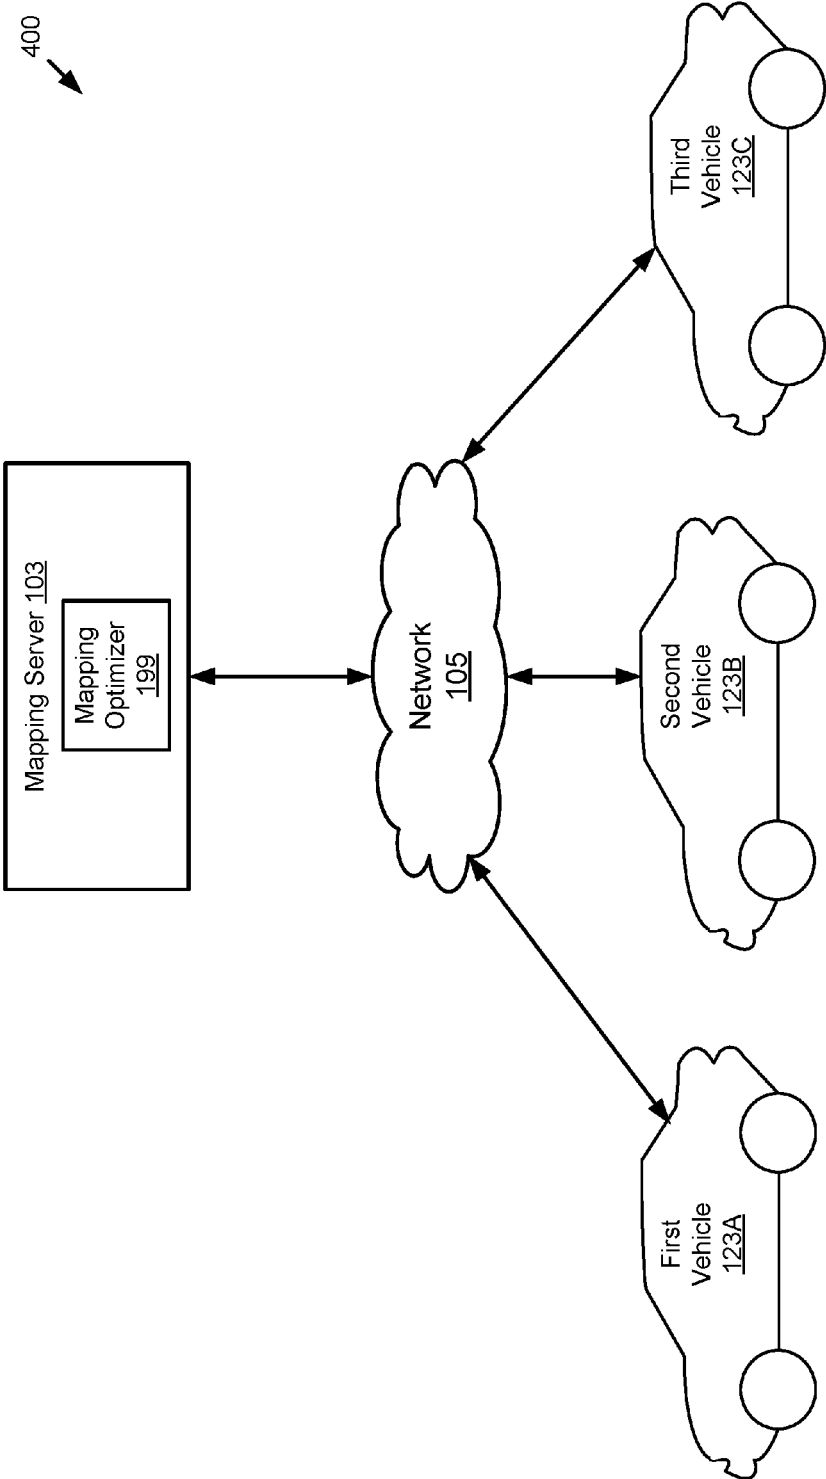 400
Mapping Server 103
Mapping
Optimizer
199
Network
105
First
Vehicle
123A
Second
Vehicle
123B
Third
Vehicle
123C